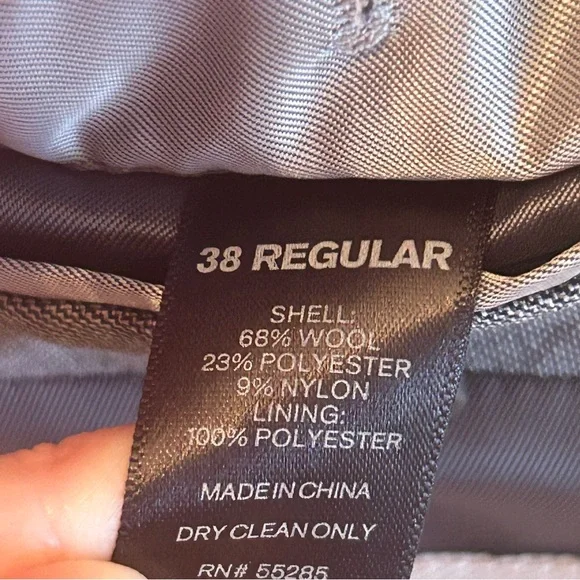 38 REGULAR
SHELL:
68% WOOL
23% POLYESTER
9% NYLON
LINING:
100% POLYESTER
MADE IN CHINA
DRY CLEAN ONLY
RN# 55285